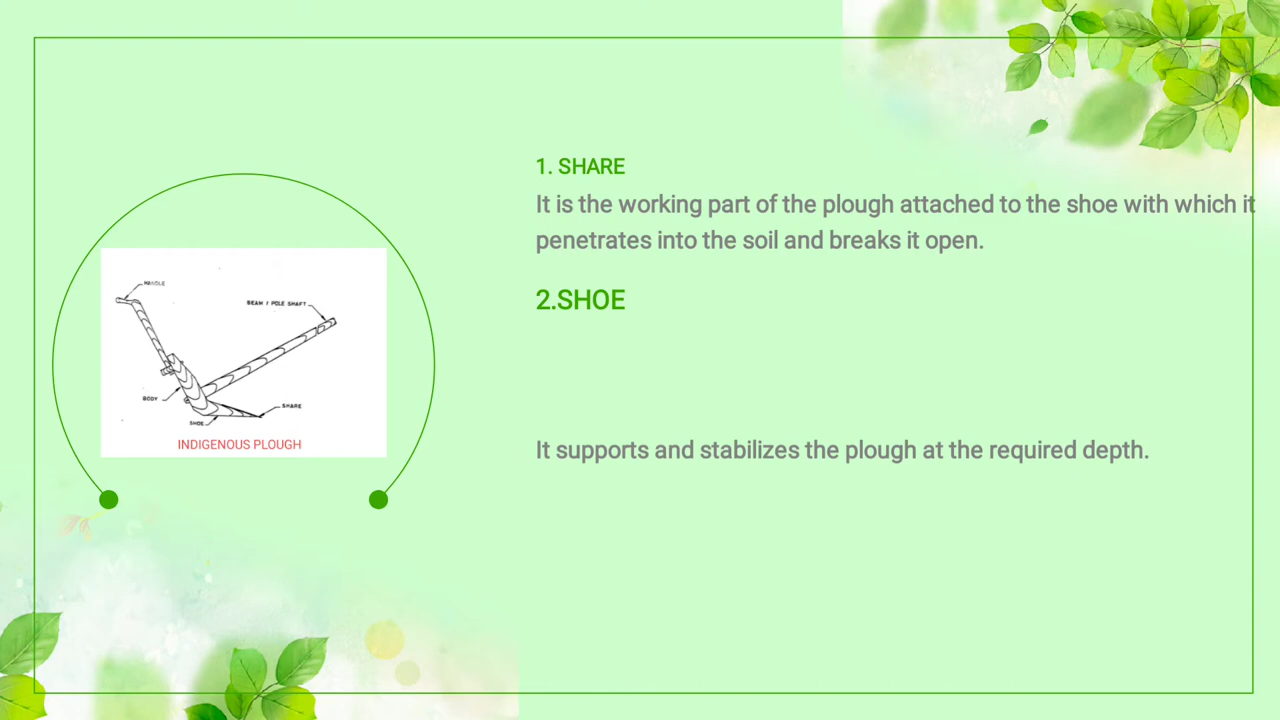 1. SHARE
It is the working part of the plough attached to the shoe with which it
penetrates into the soil and breaks it open.
2.SHOE
It supports and stabilizes the plough at the required depth.
HANDLE
BEAM / POLE SHAFT
BODY
SHARE
SHOE
INDIGENOUS PLOUGH